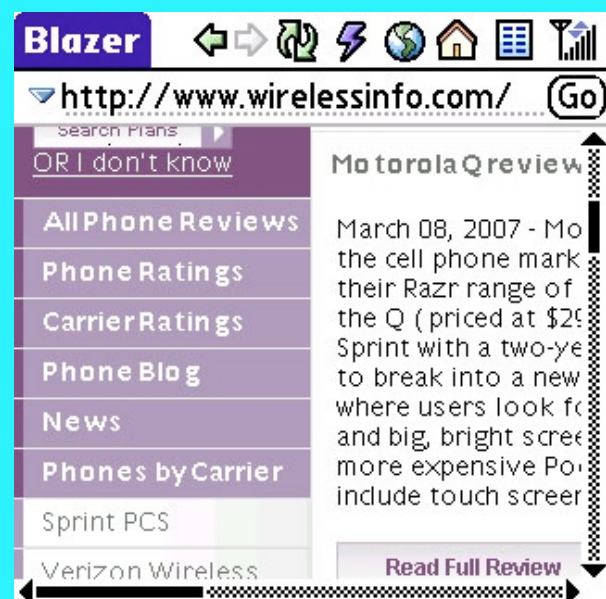 Blazer
http://www.wirelessinfo.com/ Go
Search Plans
OR I don't know
All Phone Reviews
Phone Ratings
Carrier Ratings
Phone Blog
News
Phones by Carrier
Sprint PCS
Verizon Wireless
Motorola Q review
March 08, 2007 - Mo
the cell phone mark
their Razr range of
the Q (priced at $29
Sprint with a two-ye
to break into a new
where users look fo
and big, bright scree
more expensive Po
include touch screen
Read Full Review